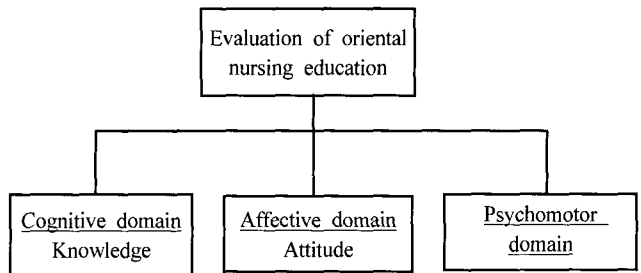 Evaluation of oriental
nursing education
Cognitive domain
Knowledge
Affective domain
Attitude
Psychomotor
domain